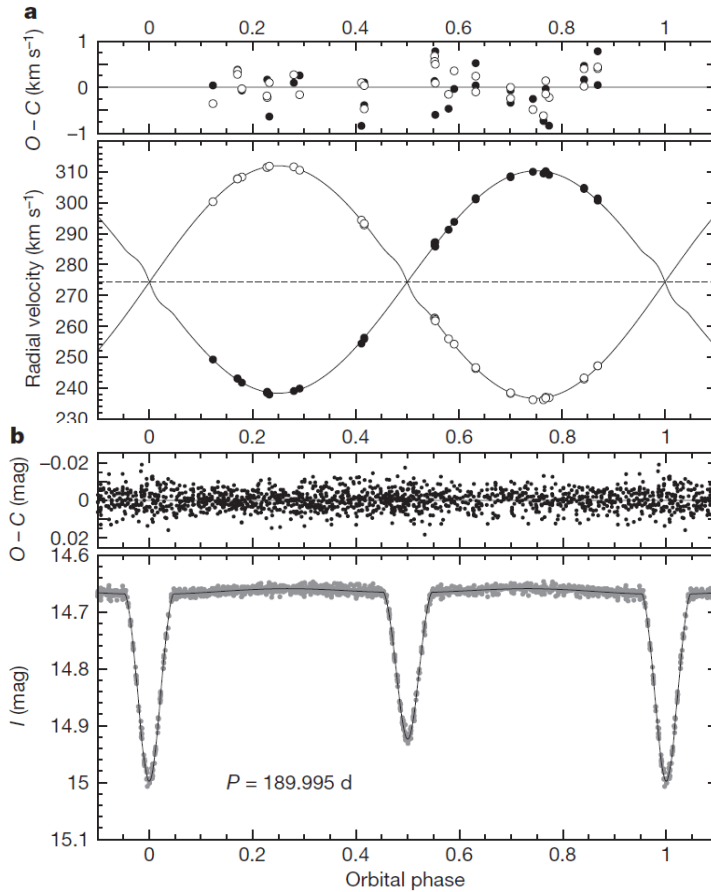 a
0 0.2 0.4 0.6 0.8 1
1
0
−1
O – C (km s⁻¹)
310
300
290
280
270
260
250
240
230
Radial velocity (km s⁻¹)
0 0.2 0.4 0.6 0.8 1
b
−0.02
0
0.02
O – C (mag)
14.6
14.7
14.8
14.9
15
15.1
I (mag)
P = 189.995 d
0 0.2 0.4 0.6 0.8 1
Orbital phase